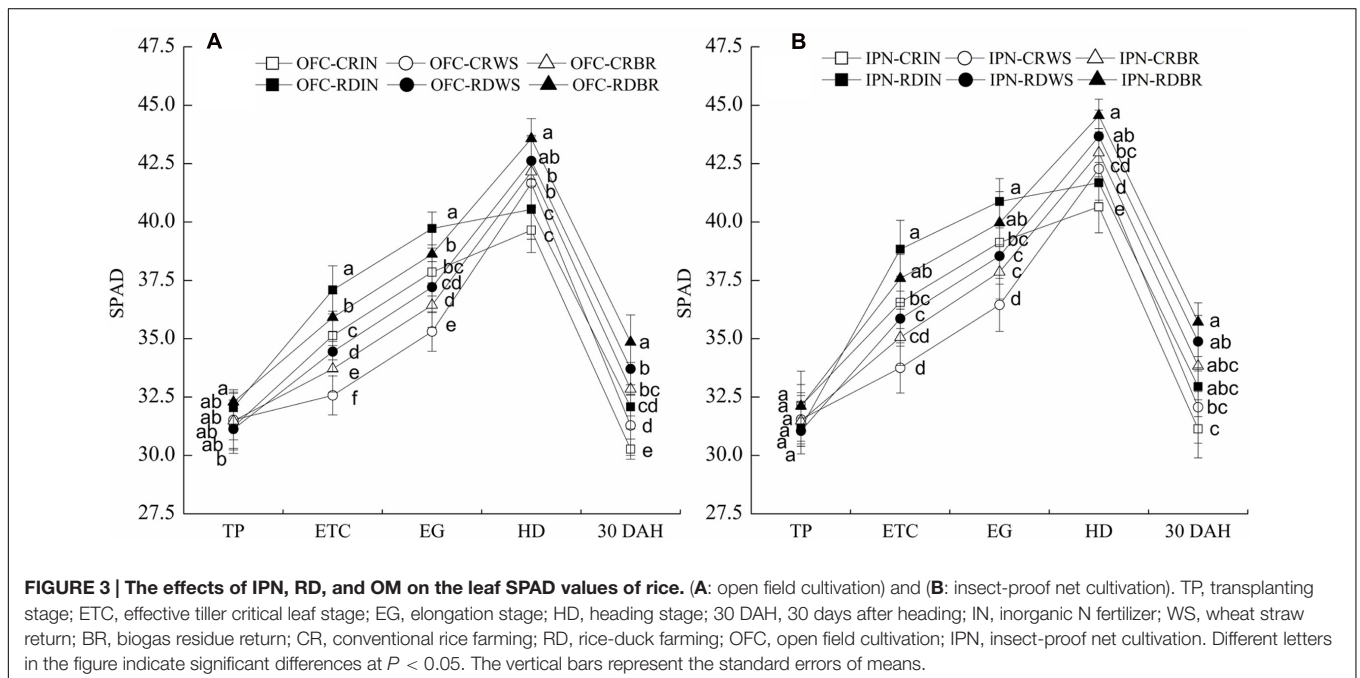 A
OFC-CRIN OFC-CRWS OFC-CRBR
OFC-RDIN OFC-RDWS OFC-RDBR
47.5
45.0
42.5
40.0
37.5
35.0
32.5
30.0
27.5
SPAD
a
ab
ab
ab
ab
b
a
b
c
d
e
f
a
b
bc
cd
d
e
a
ab
b
b
c
c
a
b
bc
cd
d
e
TP ETC EG HD 30 DAH
B
IPN-CRIN IPN-CRWS IPN-CRBR
IPN-RDIN IPN-RDWS IPN-RDBR
47.5
45.0
42.5
40.0
37.5
35.0
32.5
30.0
27.5
SPAD
a
a
a
a
a
a
a
ab
bc
c
cd
d
a
ab
bc
c
c
d
a
ab
bc
cd
d
e
a
ab
abc
abc
bc
c
TP ETC EG HD 30 DAH
FIGURE 3 | The effects of IPN, RD, and OM on the leaf SPAD values of rice. (A: open field cultivation) and (B: insect-proof net cultivation). TP, transplanting
stage; ETC, effective tiller critical leaf stage; EG, elongation stage; HD, heading stage; 30 DAH, 30 days after heading; IN, inorganic N fertilizer; WS, wheat straw
return; BR, biogas residue return; CR, conventional rice farming; RD, rice-duck farming; OFC, open field cultivation; IPN, insect-proof net cultivation. Different letters
in the figure indicate significant differences at P < 0.05. The vertical bars represent the standard errors of means.